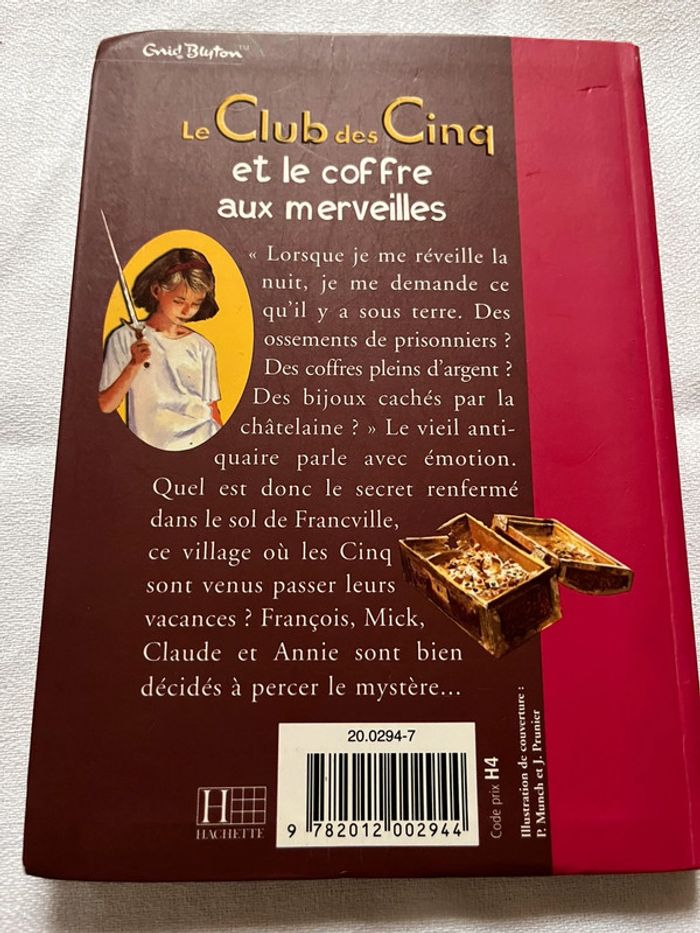 Enid Blyton™
Le Club des Cinq
et le coffre
aux merveilles
« Lorsque je me réveille la
nuit, je me demande ce
qu'il y a sous terre. Des
ossements de prisonniers ?
Des coffres pleins d'argent ?
Des bijoux cachés par la
châtelaine ? » Le vieil anti-
quaire parle avec émotion.
Quel est donc le secret renfermé
dans le sol de Francville,
ce village où les Cinq
sont venus passer leurs
vacances ? François, Mick,
Claude et Annie sont bien
décidés à percer le mystère...
20.0294-7
9 782012 002944
H
HACHETTE
Code prix H4
Illustration de couverture :
P. Munch et J. Prunier